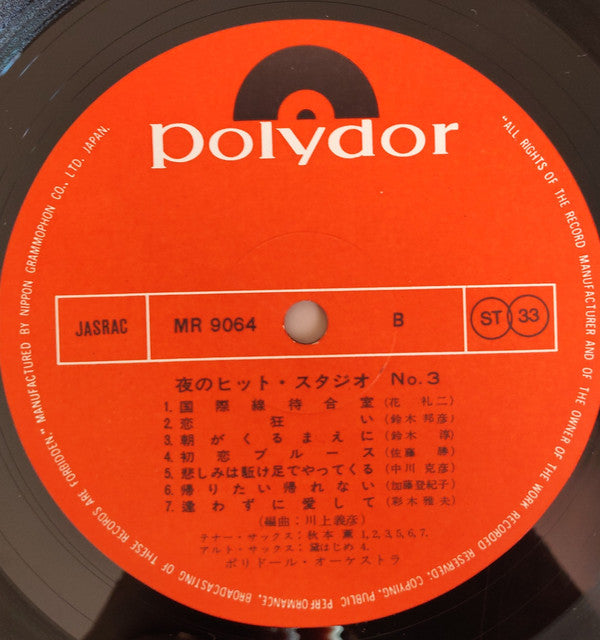 polydor
JASRAC MR 9064 B ST 33
夜のヒット・スタジオ No.3
1. 国際線待合室 (花 礼二)
2. 恋狂い (鈴木邦彦)
3. 朝がくるまえに (鈴木 淳)
4. 初恋ブルース (佐藤 勝)
5. 悲しみは駈け足でやってくる (中川克彦)
6. 帰りたい帰れない (加藤登紀子)
7. 逢わずに愛して (彩木雅夫)
(編曲:川上義彦)
テナー・サックス:秋本 薫 1,2,3,5,6,7.
アルト・サックス:黛はじめ 4.
ポリドール・オーケストラ
"ALL RIGHTS OF THE RECORD MANUFACTURER AND OF THE OWNER OF THE WORK RECORDED RESERVED; COPYING, PUBLIC PERFORMANCE, BROADCASTING OF THESE RECORDS ARE FORBIDDEN." MANUFACTURED BY NIPPON GRAMMOPHON CO., LTD. JAPAN.